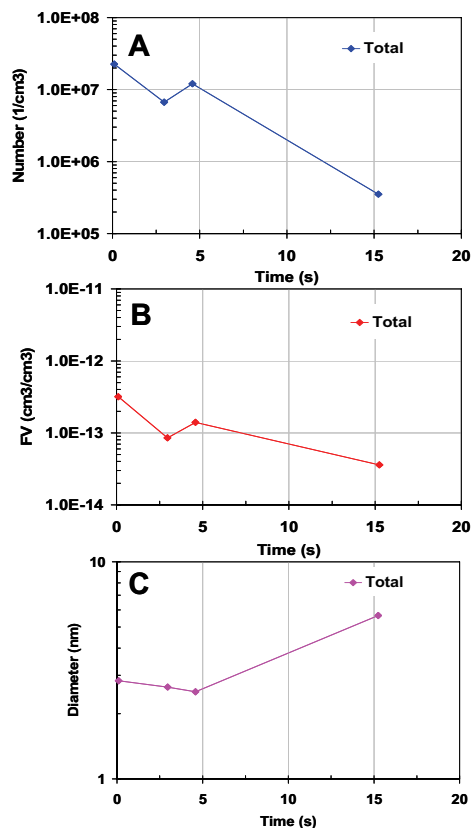 A
Total
1.0E+08
1.0E+07
1.0E+06
1.0E+05
Number (1/cm3)
0 5 10 15 20
Time (s)
B
Total
1.0E-11
1.0E-12
1.0E-13
1.0E-14
FV (cm3/cm3)
0 5 10 15 20
Time (s)
C
Total
10
1
Diameter (nm)
0 5 10 15 20
Time (s)